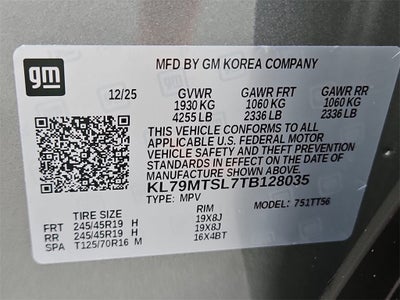 gm
MFD BY GM KOREA COMPANY
12/25 GVWR GAWR FRT GAWR RR
1930 KG 1060 KG 1060 KG
4255 LB 2336 LB 2336 LB
THIS VEHICLE CONFORMS TO ALL
APPLICABLE U.S. FEDERAL MOTOR
VEHICLE SAFETY AND THEFT PREVENTION
STANDARDS IN EFFECT ON THE DATE OF
MANUFACTURE SHOWN ABOVE.
KL79MTSL7TB128035
TYPE: MPV MODEL: 751TT56
TIRE SIZE RIM
FRT 245/45R19 H 19X8J
RR 245/45R19 H 19X8J
SPA T125/70R16 M 16X4BT